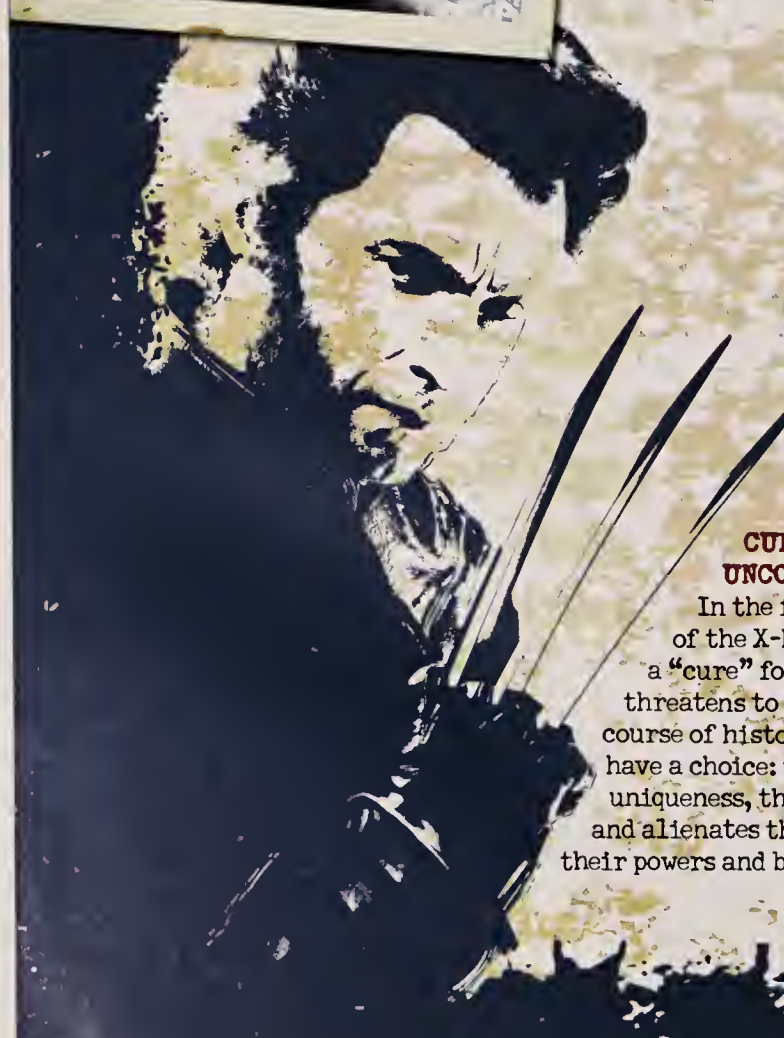 CU
UNCO
In the
of the X-
a “cure” fo
threatens to
course of histo
have a choice:
uniqueness, th
and alienates th
their powers and b